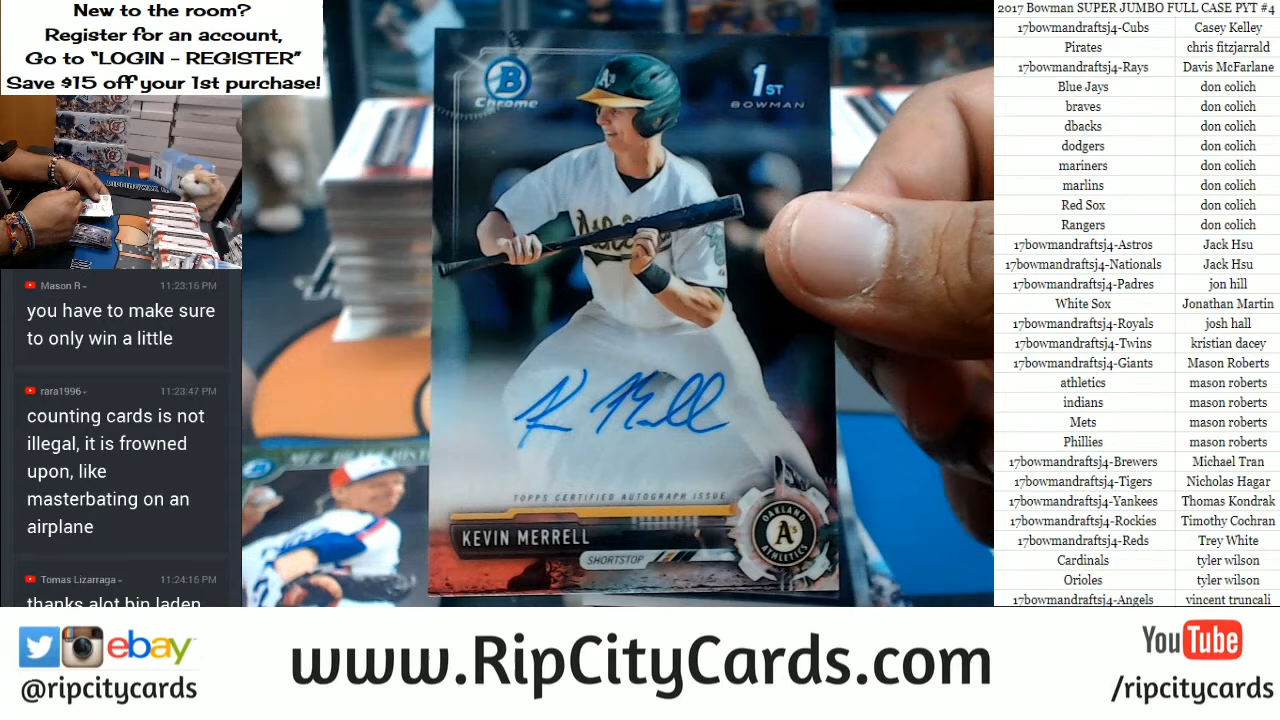 New to the room?
Register for an account,
Go to “LOGIN - REGISTER”
Save $15 off your 1st purchase!
Mason R
11:23:16 PM
you have to make sure
to only win a little
rara1996
11:23:47 PM
counting cards is not
illegal, it is frowned
upon, like
masterbating on an
airplane
Tomas Lizarraga
11:24:16 PM
thanks alot bin laden
B
Chrome
1ST
BOWMAN
A's
K Merrell
TOPPS CERTIFIED AUTOGRAPH ISSUE
KEVIN MERRELL
SHORTSTOP
OAKLAND
A's
ATHLETICS
2017 Bowman SUPER JUMBO FULL CASE PYT #4
17bowmandraftsj4-Cubs Casey Kelley
Pirates chris fitzjarrald
17bowmandraftsj4-Rays Davis McFarlane
Blue Jays don colich
braves don colich
dbacks don colich
dodgers don colich
mariners don colich
marlins don colich
Red Sox don colich
Rangers don colich
17bowmandraftsj4-Astros Jack Hsu
17bowmandraftsj4-Nationals Jack Hsu
17bowmandraftsj4-Padres jon hill
White Sox Jonathan Martin
17bowmandraftsj4-Royals josh hall
17bowmandraftsj4-Twins kristian dacey
17bowmandraftsj4-Giants Mason Roberts
athletics mason roberts
indians mason roberts
Mets mason roberts
Phillies mason roberts
17bowmandraftsj4-Brewers Michael Tran
17bowmandraftsj4-Tigers Nicholas Hagar
17bowmandraftsj4-Yankees Thomas Kondrak
17bowmandraftsj4-Rockies Timothy Cochran
17bowmandraftsj4-Reds Trey White
Cardinals tyler wilson
Orioles tyler wilson
17bowmandraftsj4-Angels vincent truncali
ebay
@ripcitycards
www.RipCityCards.com
YouTube
/ripcitycards